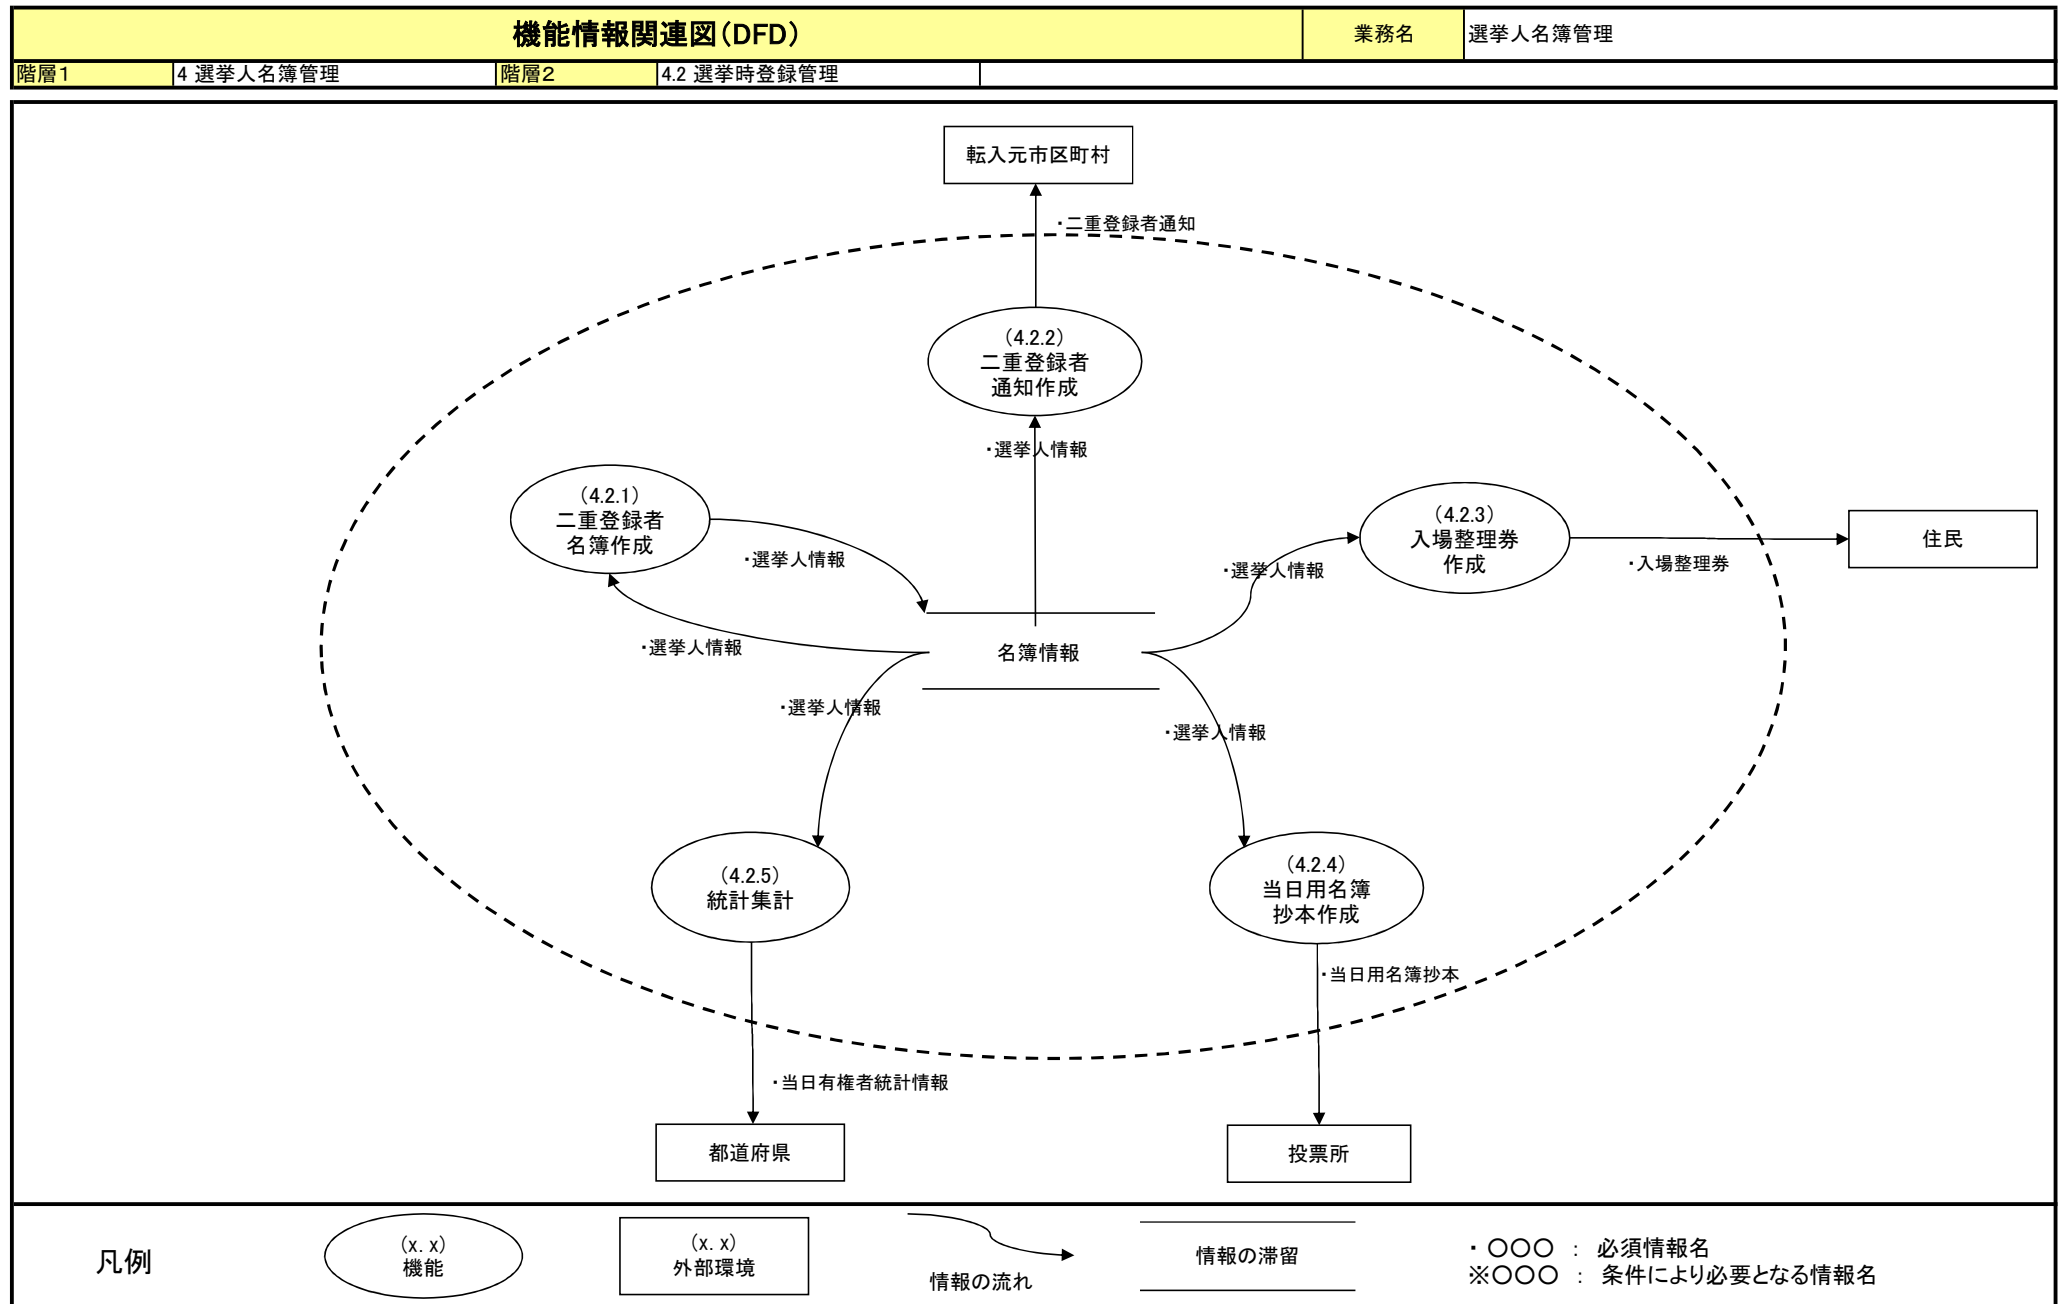 機能情報関連図(DFD)
業務名
選挙人名簿管理
階層1
4 選挙人名簿管理
階層2
4.2 選挙時登録管理
転入元市区町村
・二重登録者通知
(4.2.2)
二重登録者
通知作成
・選挙人情報
(4.2.1)
二重登録者
名簿作成
・選挙人情報
(4.2.3)
入場整理券
作成
住民
・入場整理券
・選挙人情報
・選挙人情報
名簿情報
・選挙人情報
・選挙人情報
(4.2.5)
統計集計
(4.2.4)
当日用名簿
抄本作成
・当日用名簿抄本
・当日有権者統計情報
都道府県
投票所
凡例
(x. x)
機能
(x. x)
外部環境
情報の流れ
情報の滞留
・ 〇〇〇 : 必須情報名
※〇〇〇 : 条件により必要となる情報名